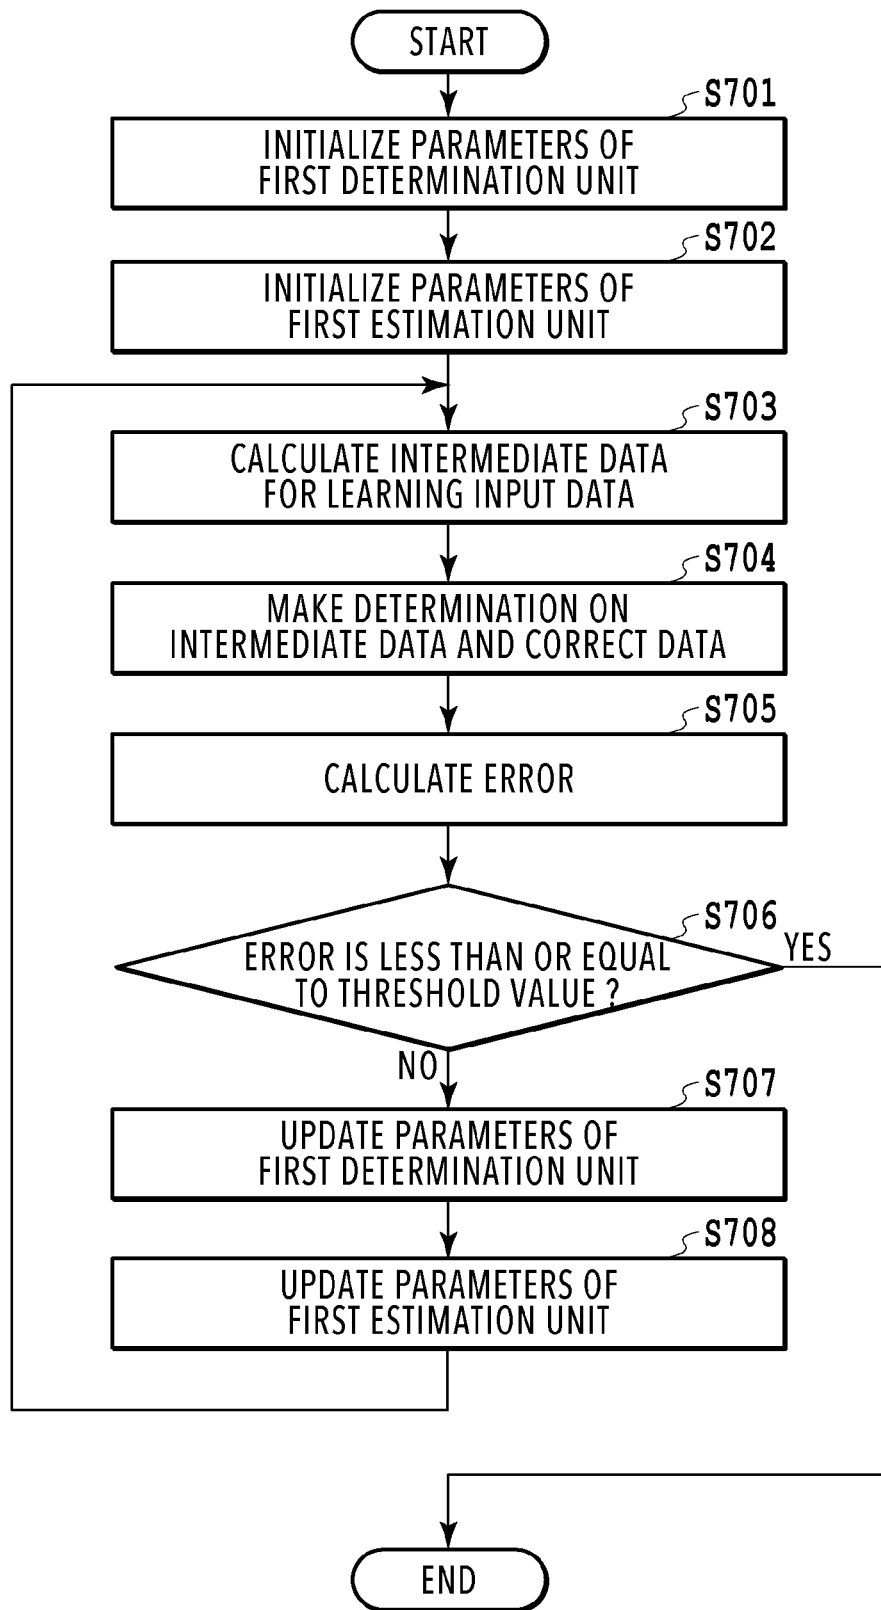 START
S701
INITIALIZE PARAMETERS OF
FIRST DETERMINATION UNIT
S702
INITIALIZE PARAMETERS OF
FIRST ESTIMATION UNIT
S703
CALCULATE INTERMEDIATE DATA
FOR LEARNING INPUT DATA
S704
MAKE DETERMINATION ON
INTERMEDIATE DATA AND CORRECT DATA
S705
CALCULATE ERROR
S706
YES
ERROR IS LESS THAN OR EQUAL
TO THRESHOLD VALUE ?
NO
S707
UPDATE PARAMETERS OF
FIRST DETERMINATION UNIT
S708
UPDATE PARAMETERS OF
FIRST ESTIMATION UNIT
END